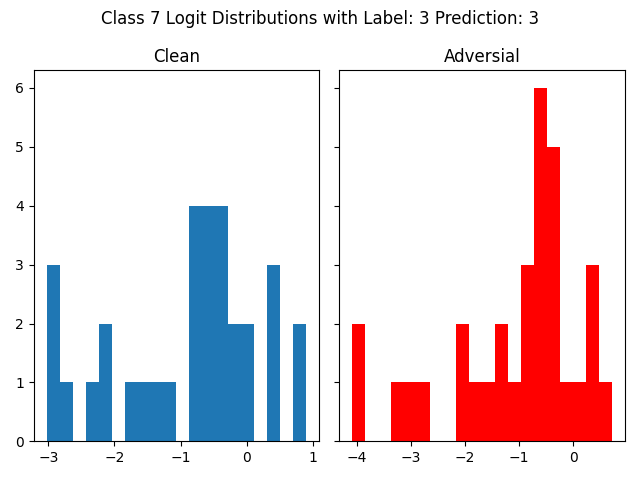 Class 7 Logit Distributions with Label: 3 Prediction: 3
Clean
Adversial
6
5
4
3
2
1
0
−3 −2 −1 0 1
−4 −3 −2 −1 0